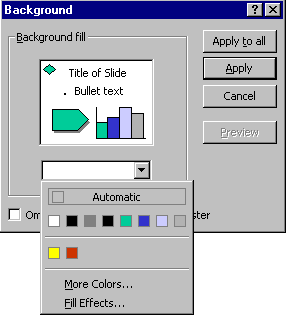 Background
Background fill
Title of Slide
. Bullet text
Apply to all
Apply
Cancel
Preview
Automatic
More Colors...
Fill Effects...